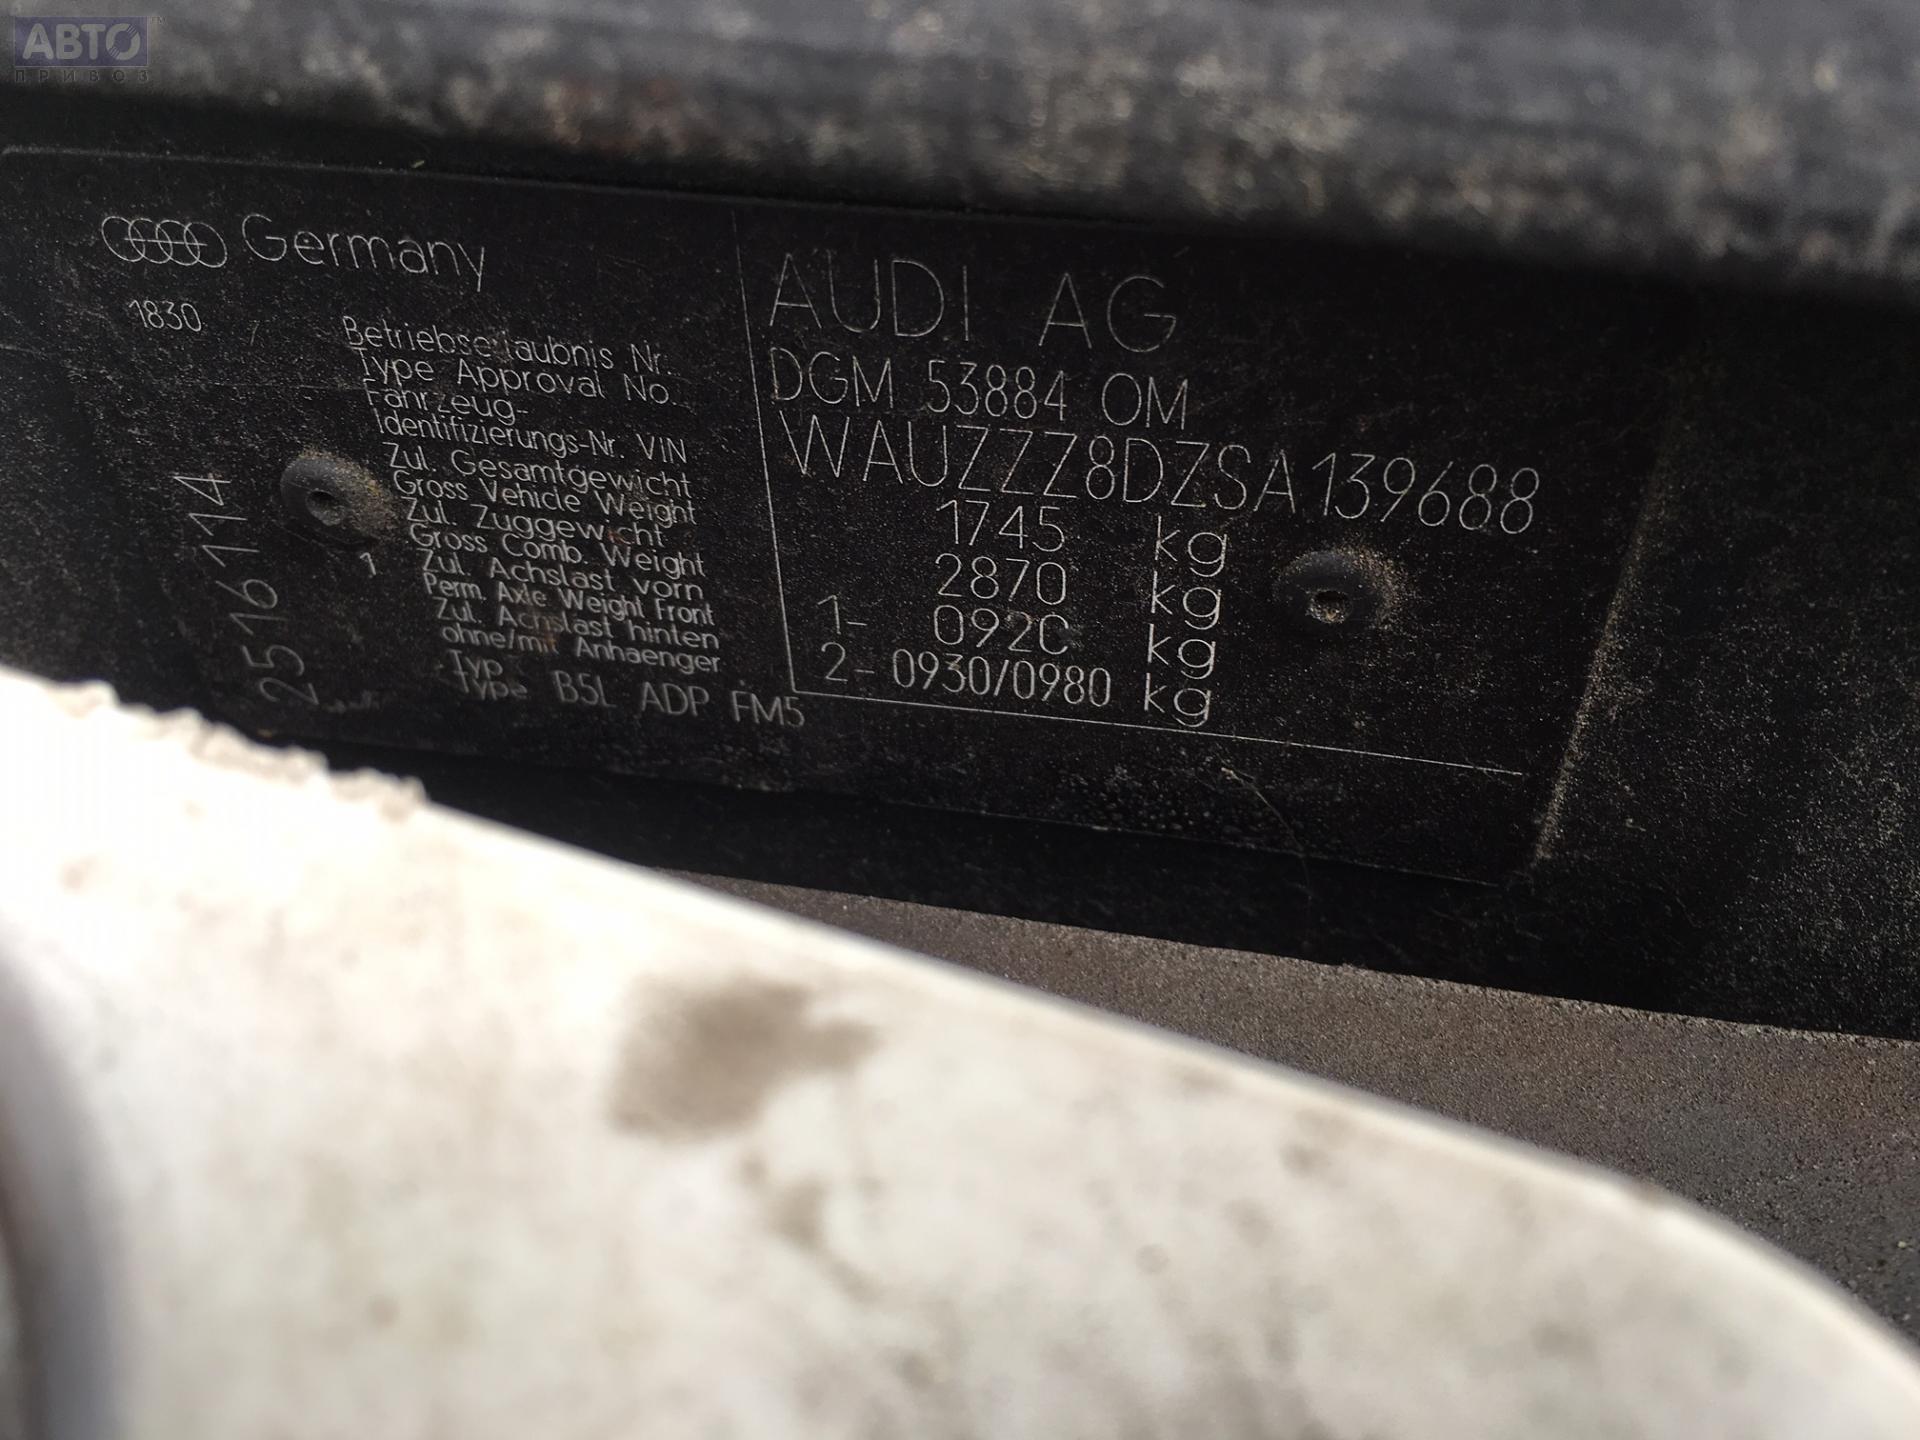 АВТО
ПРИВОЗ
Germany
1830
Betriebserlaubnis Nr.
Type Approval No.
Fahrzeug-
Identifizierungs-Nr. VIN
Zul. Gesamtgewicht
Gross Vehicle Weight
Zul. Zuggewicht
Gross Comb. Weight
1 Zul. Achslast vorn
Perm. Axle Weight Front
Zul. Achslast hinten
ohne/mit Anhaenger
Typ
Type B5L ADP FM5
2516114
AUDI AG
DGM 53884 OM
WAUZZZ8DZSA139688
1745 kg
2870 kg
1- 0920 kg
2- 0930/0980 kg